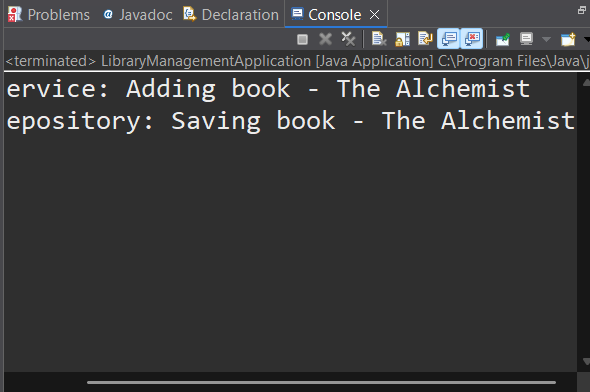 Problems Javadoc Declaration Console
<terminated> LibraryManagementApplication [Java Application] C:\Program Files\Java\j
ervice: Adding book - The Alchemist
epository: Saving book - The Alchemist